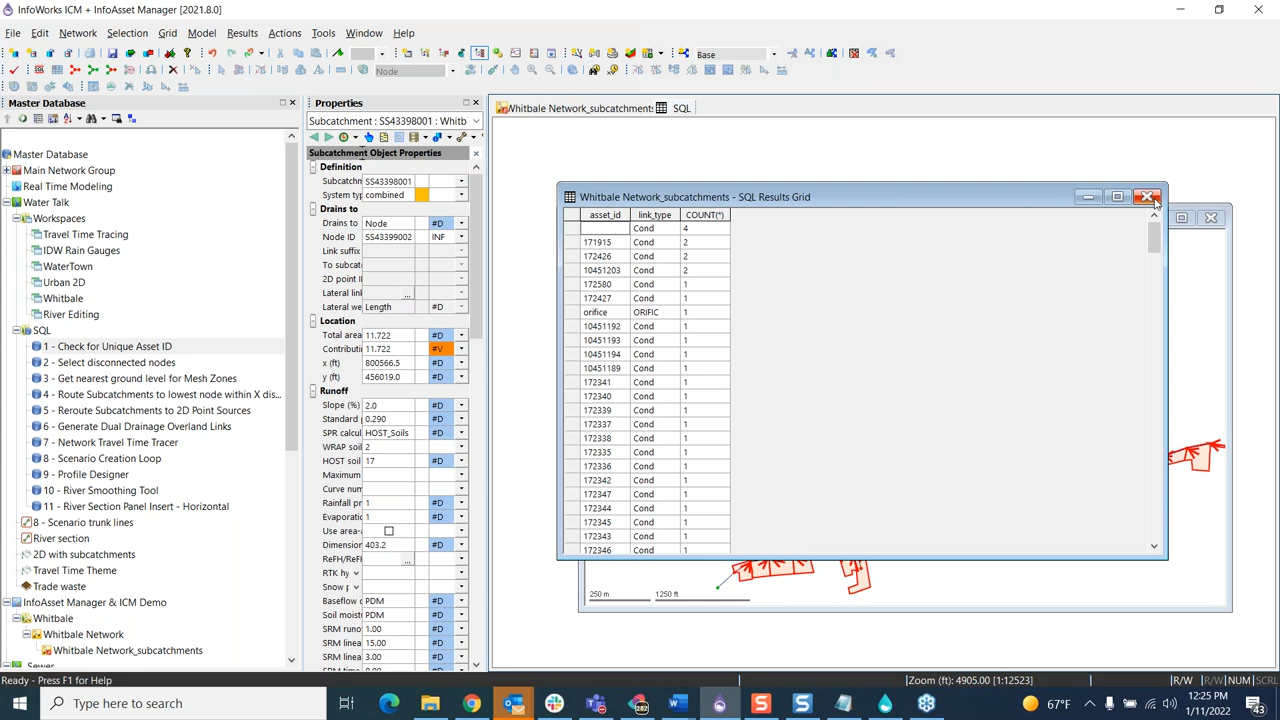 InfoWorks ICM + InfoAsset Manager [2021.8.0]
File Edit Network Selection Grid Model Results Actions Tools Window Help
Base
Node
Master Database
Master Database
Main Network Group
Real Time Modeling
Water Talk
Workspaces
Travel Time Tracing
IDW Rain Gauges
WaterTown
Urban 2D
Whitbale
River Editing
SQL
1 - Check for Unique Asset ID
2 - Select disconnected nodes
3 - Get nearest ground level for Mesh Zones
4 - Route Subcatchments to lowest node within X dis...
5 - Reroute Subcatchments to 2D Point Sources
6 - Generate Dual Drainage Overland Links
7 - Network Travel Time Tracer
8 - Scenario Creation Loop
9 - Profile Designer
10 - River Smoothing Tool
11 - River Section Panel Insert - Horizontal
8 - Scenario trunk lines
River section
2D with subcatchments
Travel Time Theme
Trade waste
InfoAsset Manager & ICM Demo
Whitbale
Whitbale Network
Whitbale Network_subcatchments
Sewer
Properties
Subcatchment : SS43398001 : Whitb
Subcatchment Object Properties
Definition
Subcatchm SS43398001
System type combined
Drains to
Drains to Node #D
Node ID SS43399002 INF
Link suffix
To subcat
2D point I
Lateral link ...
Lateral we Length #D
Location
Total area 11.722 #D
Contributi 11.722 #V
x (ft) 800566.5 #D
y (ft) 456019.0 #D
Runoff
Slope (%) 2.0 #D
Standard p 0.290 #D
SPR calcul HOST_Soils #D
WRAP soil 2
HOST soil 17 #D
Maximum
Curve num
Rainfall pr 1 #D
Evaporatio 1 #D
Use area-
Dimension 403.2 #D
ReFH/ReFI ...
RTK hy
Snow p
Baseflow c PDM #D
Soil moistu PDM #D
SRM runo 1.00 #D
SRM linea 15.00 #D
SRM linea 3.00 #D
SRM time 0.00 #D
Whitbale Network_subcatchments SQL
Whitbale Network_subcatchments - SQL Results Grid
asset_id link_type COUNT(*)
Cond 4
171915 Cond 2
172426 Cond 2
10451203 Cond 2
172580 Cond 1
172427 Cond 1
orifice ORIFIC 1
10451192 Cond 1
10451193 Cond 1
10451194 Cond 1
10451189 Cond 1
172341 Cond 1
172340 Cond 1
172339 Cond 1
172337 Cond 1
172338 Cond 1
172335 Cond 1
172336 Cond 1
172342 Cond 1
172347 Cond 1
172344 Cond 1
172345 Cond 1
172343 Cond 1
172346 Cond 1
250 m 1250 ft
Ready - Press F1 for Help
Zoom (ft): 4905.00 [1:12523] R/W R/W NUM SCRL
Type here to search
282
67°F
12:25 PM
1/11/2022